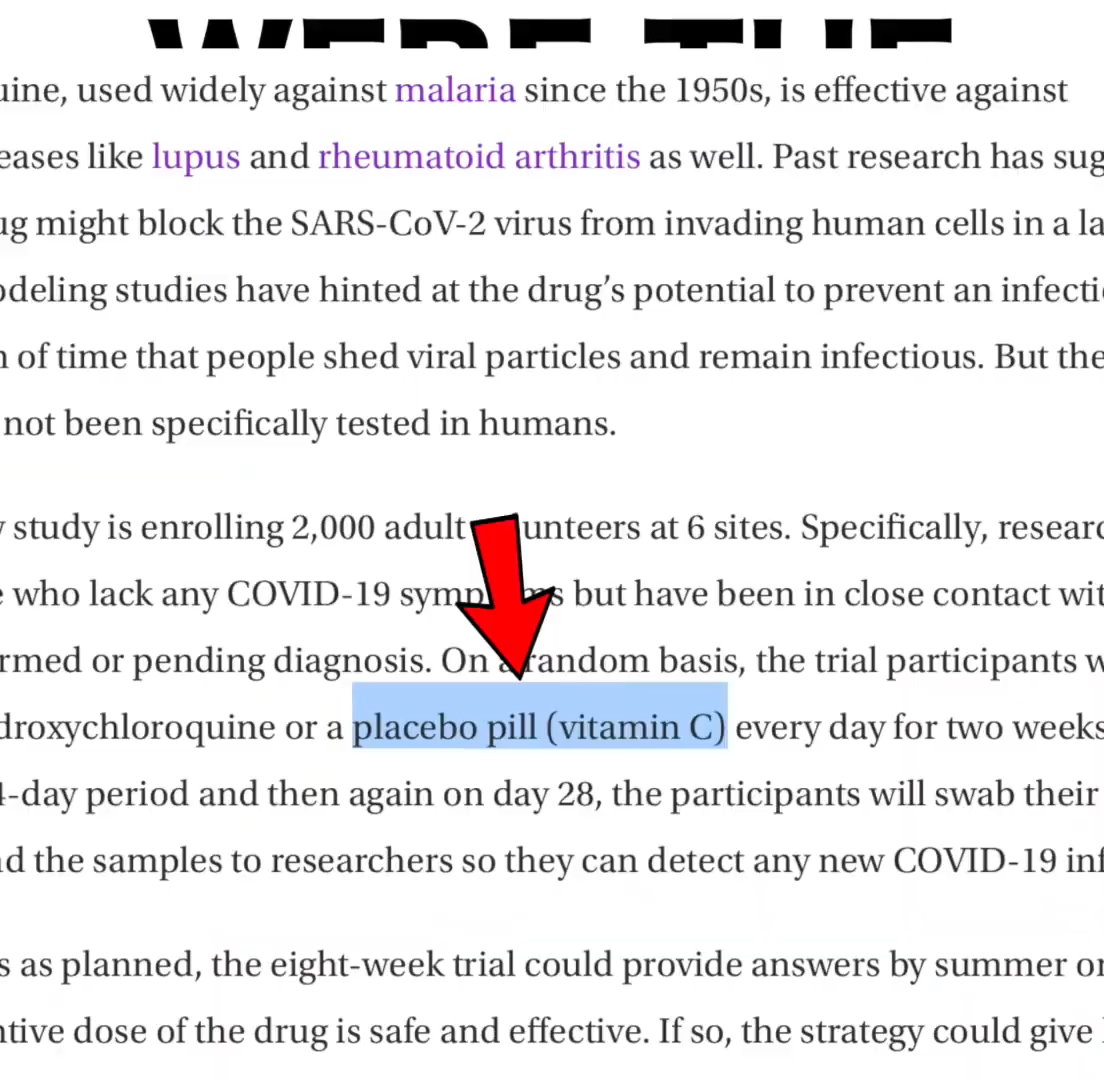 WERE THE
uine, used widely against malaria since the 1950s, is effective against
eases like lupus and rheumatoid arthritis as well. Past research has sug
ug might block the SARS-CoV-2 virus from invading human cells in a la
odeling studies have hinted at the drug's potential to prevent an infecti
n of time that people shed viral particles and remain infectious. But the
not been specifically tested in humans.
study is enrolling 2,000 adult unteers at 6 sites. Specifically, researc
e who lack any COVID-19 symp s but have been in close contact wit
rmed or pending diagnosis. On a random basis, the trial participants w
droxychloroquine or a placebo pill (vitamin C) every day for two weeks
4-day period and then again on day 28, the participants will swab their
nd the samples to researchers so they can detect any new COVID-19 inf
s as planned, the eight-week trial could provide answers by summer on
ntive dose of the drug is safe and effective. If so, the strategy could give